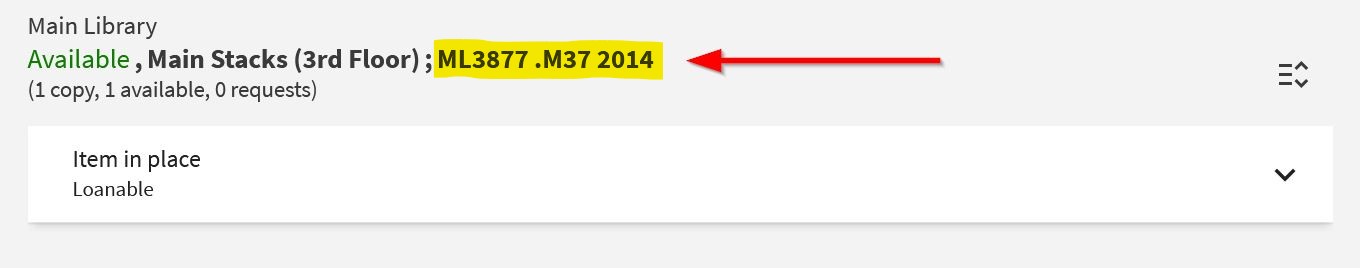 Main Library
Available , Main Stacks (3rd Floor) ; ML3877 .M37 2014
(1 copy, 1 available, 0 requests)
Item in place
Loanable